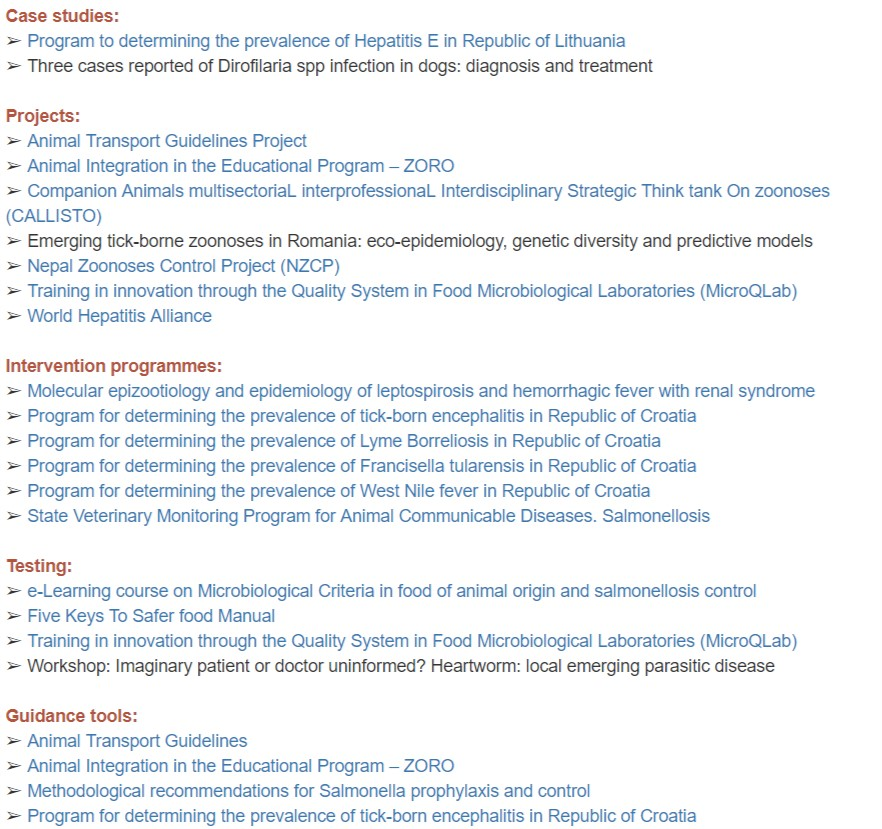 Case studies:
➢ Program to determining the prevalence of Hepatitis E in Republic of Lithuania
➢ Three cases reported of Dirofilaria spp infection in dogs: diagnosis and treatment
Projects:
➢ Animal Transport Guidelines Project
➢ Animal Integration in the Educational Program – ZORO
➢ Companion Animals multisectoriaL interprofessionaL Interdisciplinary Strategic Think tank On zoonoses
(CALLISTO)
➢ Emerging tick-borne zoonoses in Romania: eco-epidemiology, genetic diversity and predictive models
➢ Nepal Zoonoses Control Project (NZCP)
➢ Training in innovation through the Quality System in Food Microbiological Laboratories (MicroQLab)
➢ World Hepatitis Alliance
Intervention programmes:
➢ Molecular epizootiology and epidemiology of leptospirosis and hemorrhagic fever with renal syndrome
➢ Program for determining the prevalence of tick-born encephalitis in Republic of Croatia
➢ Program for determining the prevalence of Lyme Borreliosis in Republic of Croatia
➢ Program for determining the prevalence of Francisella tularensis in Republic of Croatia
➢ Program for determining the prevalence of West Nile fever in Republic of Croatia
➢ State Veterinary Monitoring Program for Animal Communicable Diseases. Salmonellosis
Testing:
➢ e-Learning course on Microbiological Criteria in food of animal origin and salmonellosis control
➢ Five Keys To Safer food Manual
➢ Training in innovation through the Quality System in Food Microbiological Laboratories (MicroQLab)
➢ Workshop: Imaginary patient or doctor uninformed? Heartworm: local emerging parasitic disease
Guidance tools:
➢ Animal Transport Guidelines
➢ Animal Integration in the Educational Program – ZORO
➢ Methodological recommendations for Salmonella prophylaxis and control
➢ Program for determining the prevalence of tick-born encephalitis in Republic of Croatia